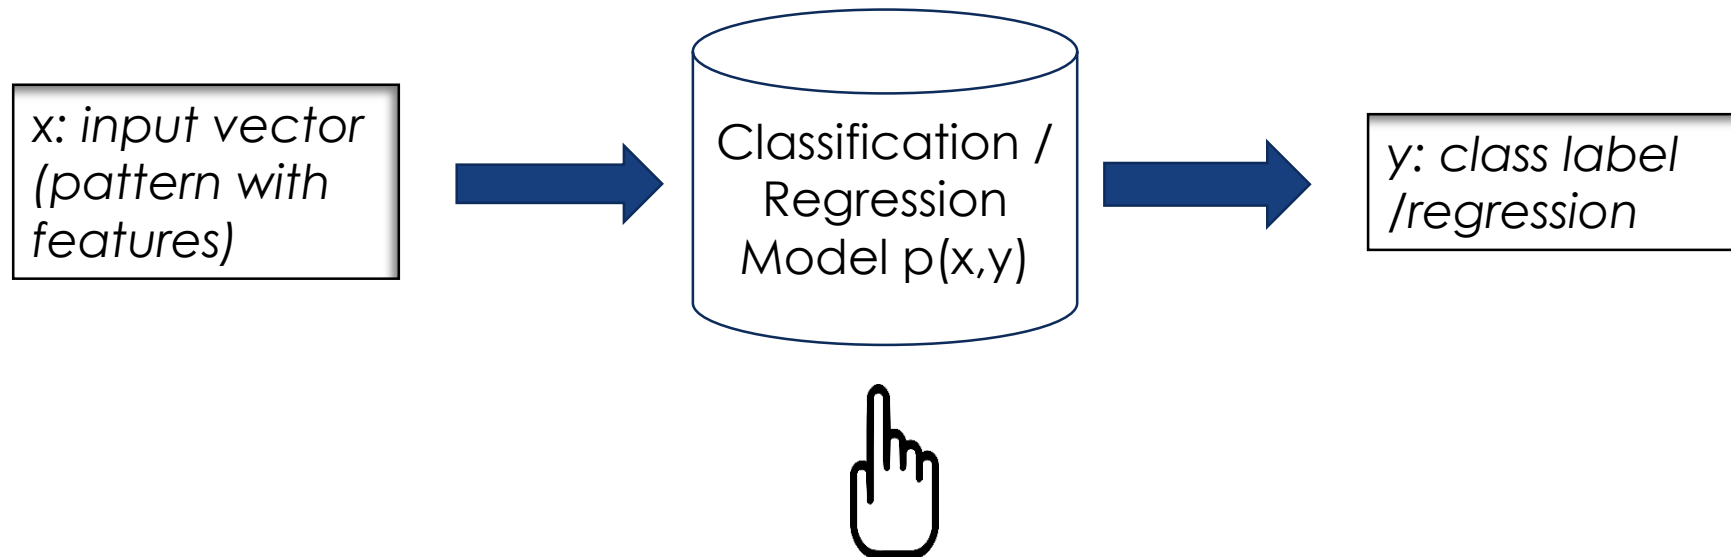 x: input vector
(pattern with
features)
Classification /
Regression
Model p(x,y)
y: class label
/regression